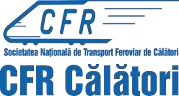 CFR
Societatea Naţională de Transport Feroviar de Călători
CFR Călători